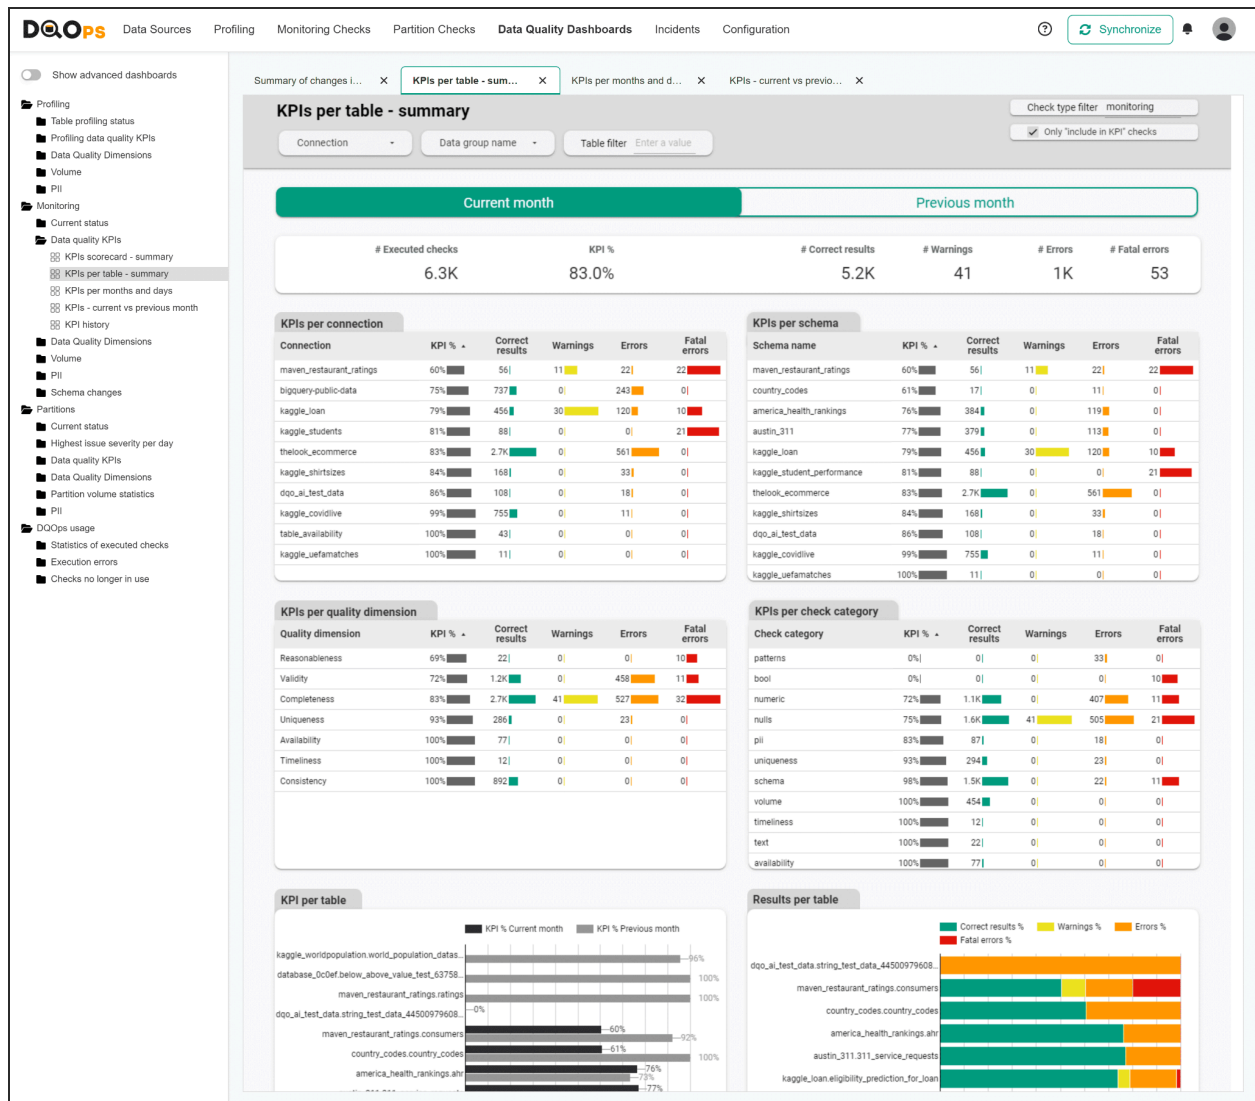 DQOps Data Sources Profiling Monitoring Checks Partition Checks Data Quality Dashboards Incidents Configuration Synchronize
Show advanced dashboards
Profiling
Table profiling status
Profiling data quality KPIs
Data Quality Dimensions
Volume
PII
Monitoring
Current status
Data quality KPIs
KPIs scorecard - summary
KPIs per table - summary
KPIs per months and days
KPIs - current vs previous month
KPI history
Data Quality Dimensions
Volume
PII
Schema changes
Partitions
Current status
Highest issue severity per day
Data quality KPIs
Data Quality Dimensions
Partition volume statistics
PII
DQOps usage
Statistics of executed checks
Execution errors
Checks no longer in use
Summary of changes i... KPIs per table - sum... KPIs per months and d... KPIs - current vs previo...
KPIs per table - summary
Check type filter monitoring
Only "include in KPI" checks
Connection Data group name Table filter Enter a value
Current month Previous month
# Executed checks KPI % # Correct results # Warnings # Errors # Fatal errors
6.3K 83.0% 5.2K 41 1K 53
KPIs per connection
Connection KPI % Correct results Warnings Errors Fatal errors
maven_restaurant_ratings 60% 56 11 22 22
bigquery-public-data 75% 737 0 243 0
kaggle_loan 79% 456 30 120 10
kaggle_students 81% 88 0 0 21
thelook_ecommerce 83% 2.7K 0 561 0
kaggle_shirtsizes 84% 168 0 33 0
dqo_ai_test_data 86% 108 0 18 0
kaggle_covidlive 99% 755 0 11 0
table_availability 100% 43 0 0 0
kaggle_uefamatches 100% 11 0 0 0
KPIs per schema
Schema name KPI % Correct results Warnings Errors Fatal errors
maven_restaurant_ratings 60% 56 11 22 22
country_codes 61% 17 0 11 0
america_health_rankings 76% 384 0 119 0
austin_311 77% 379 0 113 0
kaggle_loan 79% 456 30 120 10
kaggle_student_performance 81% 88 0 0 21
thelook_ecommerce 83% 2.7K 0 561 0
kaggle_shirtsizes 84% 168 0 33 0
dqo_ai_test_data 86% 108 0 18 0
kaggle_covidlive 99% 755 0 11 0
kaggle_uefamatches 100% 11 0 0 0
KPIs per quality dimension
Quality dimension KPI % Correct results Warnings Errors Fatal errors
Reasonableness 69% 22 0 0 10
Validity 72% 1.2K 0 458 11
Completeness 83% 2.7K 41 527 32
Uniqueness 93% 286 0 23 0
Availability 100% 77 0 0 0
Timeliness 100% 12 0 0 0
Consistency 100% 892 0 0 0
KPIs per check category
Check category KPI % Correct results Warnings Errors Fatal errors
patterns 0% 0 0 33 0
bool 0% 0 0 0 10
numeric 72% 1.1K 0 407 11
nulls 75% 1.6K 41 505 21
pii 83% 87 0 18 0
uniqueness 93% 294 0 23 0
schema 98% 1.5K 0 22 11
volume 100% 454 0 0 0
timeliness 100% 12 0 0 0
text 100% 22 0 0 0
availability 100% 77 0 0 0
KPI per table
KPI % Current month KPI % Previous month
kaggle_worldpopulation.world_population_datas... 96%
database_0c0ef.below_above_value_test_63758... 100%
maven_restaurant_ratings.ratings 100%
dqo_ai_test_data.string_test_data_44500979608... 0%
maven_restaurant_ratings.consumers 60% 92%
country_codes.country_codes 61% 100%
america_health_rankings.ahr 76% 73%
77%
Results per table
Correct results % Warnings % Errors %
Fatal errors %
dqo_ai_test_data.string_test_data_44500979608...
maven_restaurant_ratings.consumers
country_codes.country_codes
america_health_rankings.ahr
austin_311.311_service_requests
kaggle_loan.eligibility_prediction_for_loan